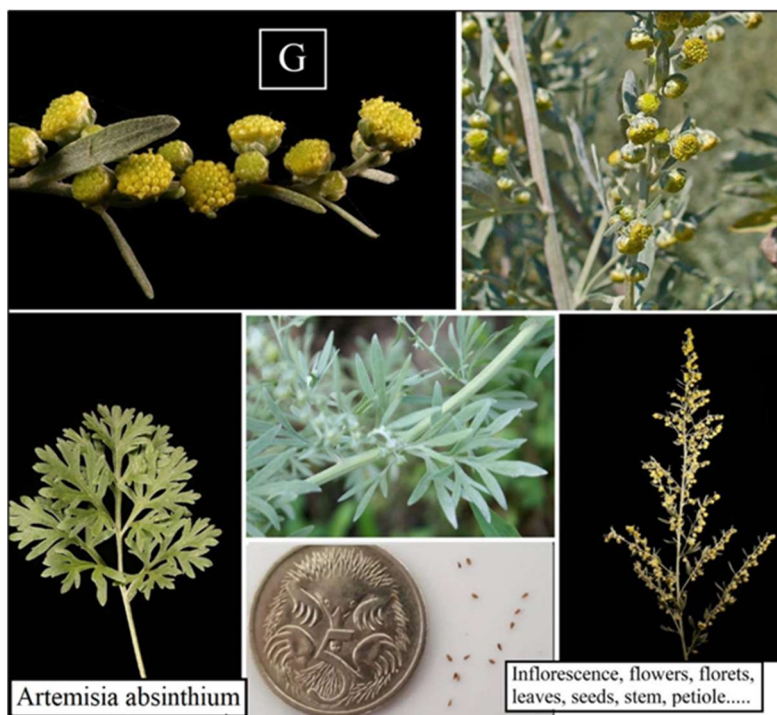 G
Artemisia absinthium
Inflorescence, flowers, florets,
leaves, seeds, stem, petiole.....